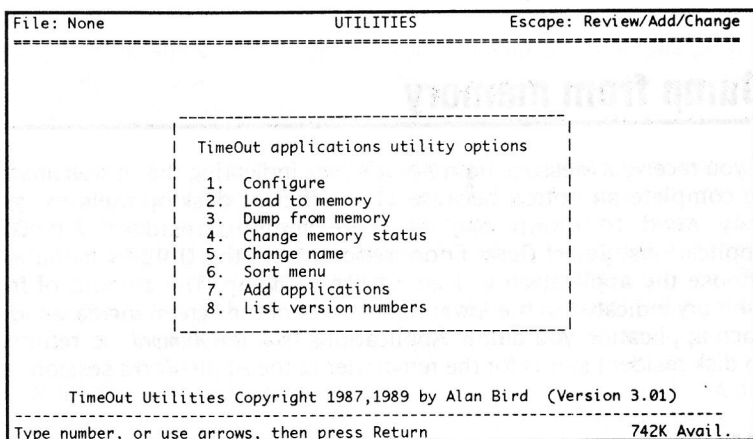 File: None UTILITIES Escape: Review/Add/Change
TimeOut applications utility options
1. Configure
2. Load to memory
3. Dump from memory
4. Change memory status
5. Change name
6. Sort menu
7. Add applications
8. List version numbers
TimeOut Utilities Copyright 1987,1989 by Alan Bird (Version 3.01)
Type number, or use arrows, then press Return 742K Avail.